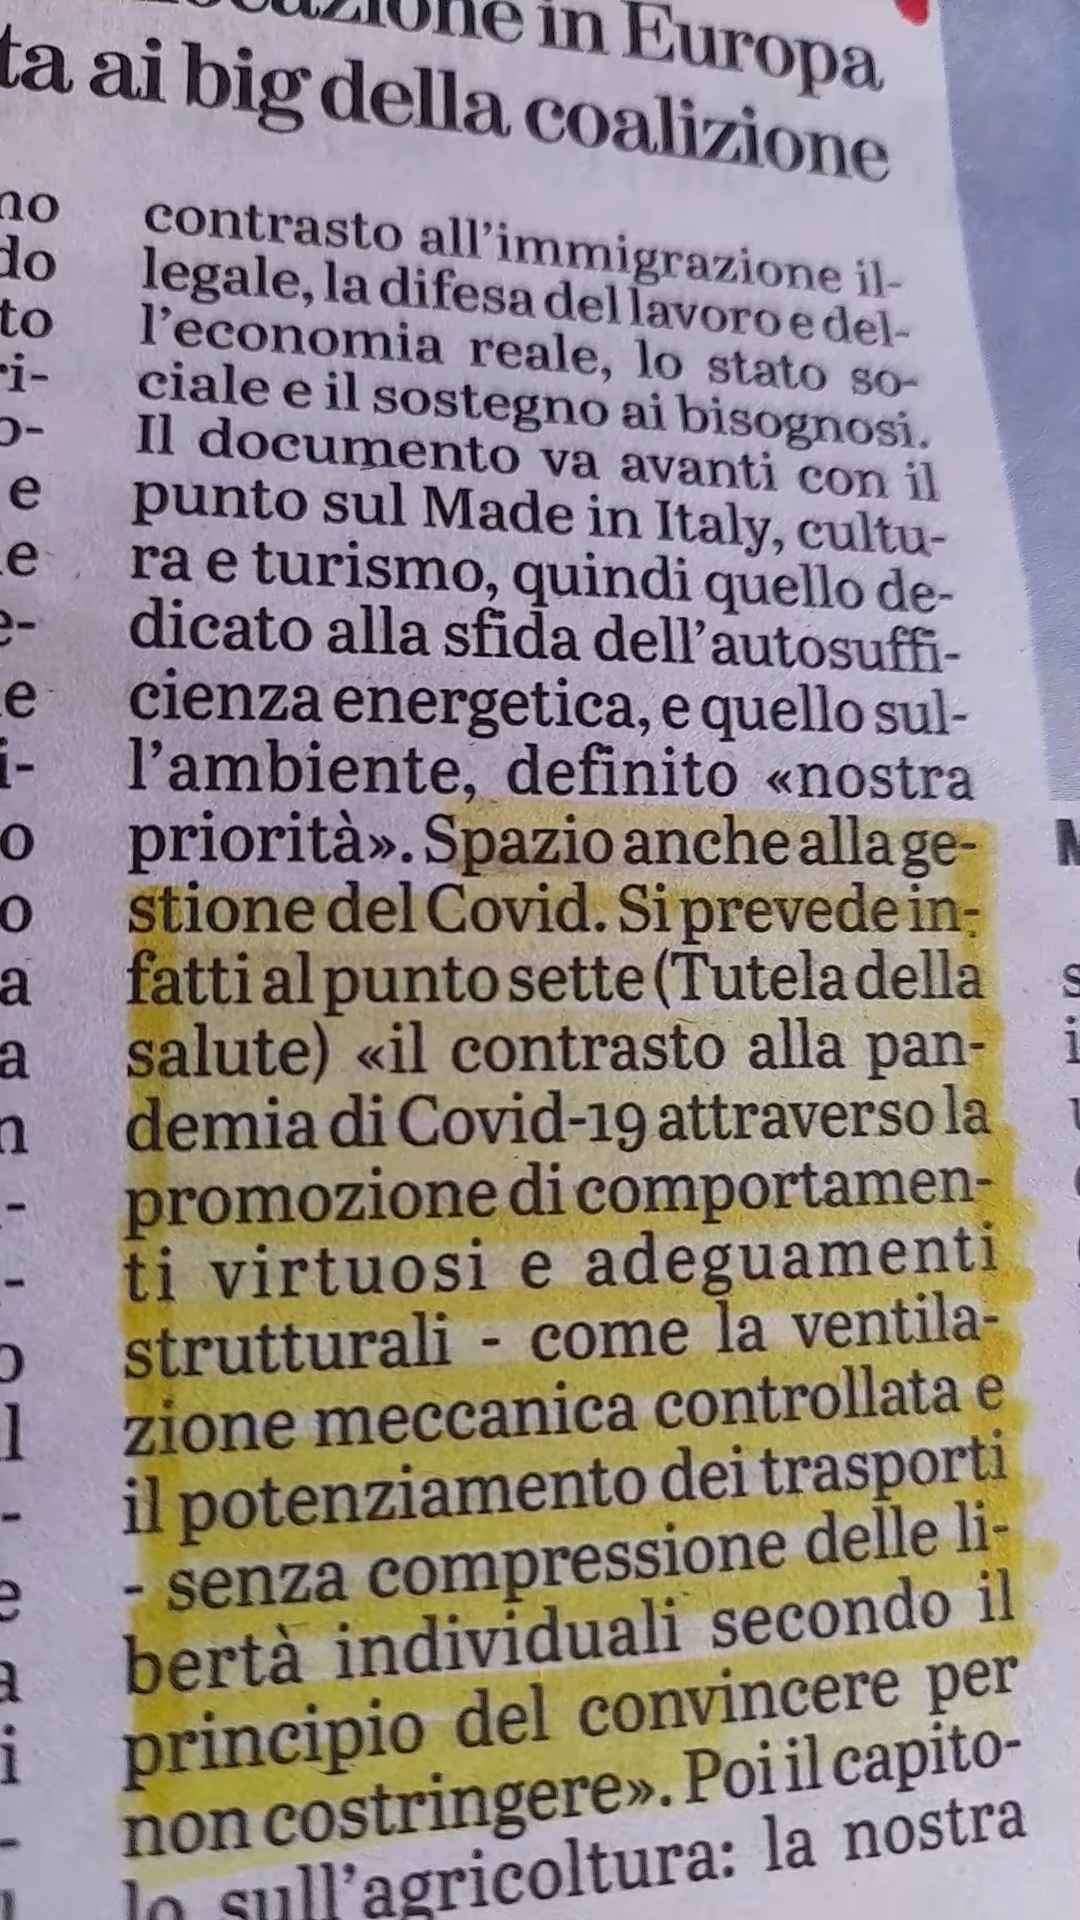 in Europa
ai big della coalizione
contrasto all'immigrazione il-
legale, la difesa del lavoro e del-
l'economia reale, lo stato so-
ciale e il sostegno ai bisognosi.
Il documento va avanti con il
punto sul Made in Italy, cultu-
ra e turismo, quindi quello de-
dicato alla sfida dell'autosuffi-
cienza energetica, e quello sul-
l'ambiente, definito «nostra
priorità». Spazio anche alla ge-
stione del Covid. Si prevede in-
fatti al punto sette (Tutela della
salute) «il contrasto alla pan-
demia di Covid-19 attraverso la
promozione di comportamen-
ti virtuosi e adeguamenti
strutturali - come la ventila-
zione meccanica controllata e
il potenziamento dei trasporti
- senza compressione delle li-
bertà individuali secondo il
principio del convincere per
non costringere». Poi il capito-
lo sull'agricoltura: la nostra